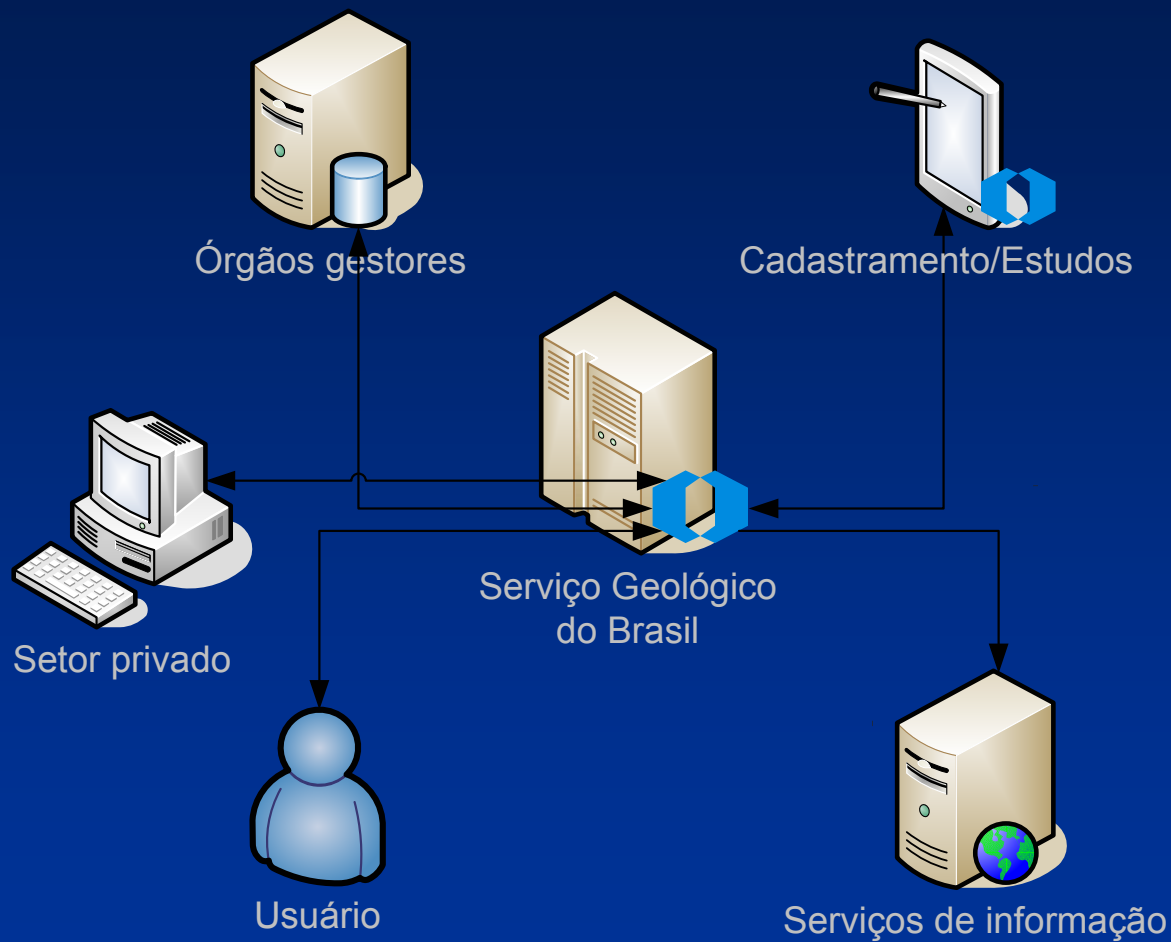 Órgãos gestores
Cadastramento/Estudos
Serviço Geológico
do Brasil
Setor privado
Usuário
Serviços de informação